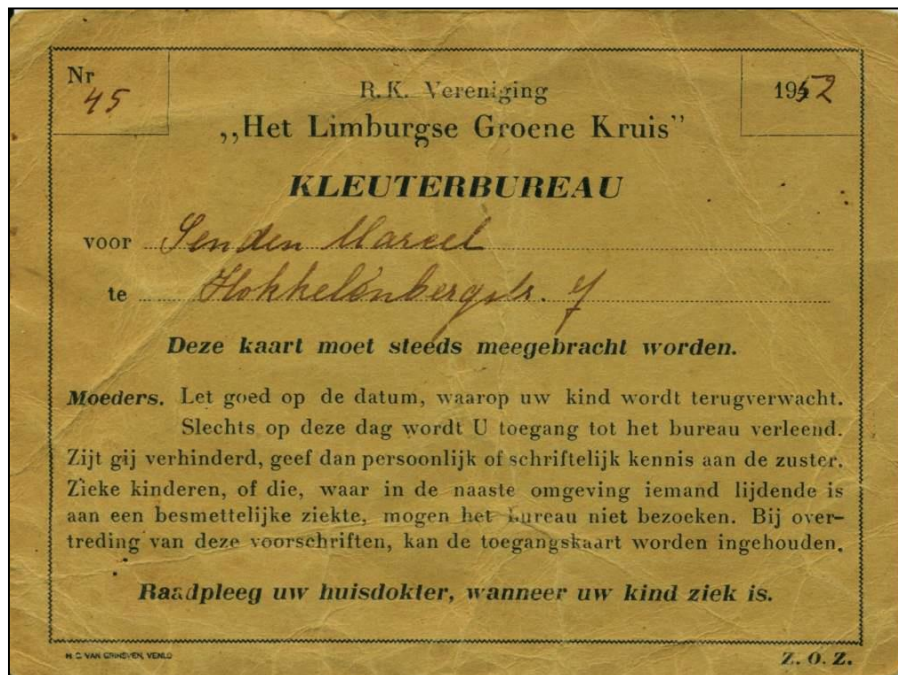 Nr
45
R. K. Vereniging
1952
„Het Limburgse Groene Kruis”
KLEUTERBUREAU
voor Senden Marcel
te Hokkelenbergstr. 7
Deze kaart moet steeds meegebracht worden.
Moeders. Let goed op de datum, waarop uw kind wordt terugverwacht.
Slechts op deze dag wordt U toegang tot het bureau verleend.
Zijt gij verhinderd, geef dan persoonlijk of schriftelijk kennis aan de zuster.
Zieke kinderen, of die, waar in de naaste omgeving iemand lijdende is
aan een besmettelijke ziekte, mogen het bureau niet bezoeken. Bij over-
treding van deze voorschriften, kan de toegangskaart worden ingehouden.
Raadpleeg uw huisdokter, wanneer uw kind ziek is.
H. C. VAN GRINSVEN, VENLO
Z. O. Z.